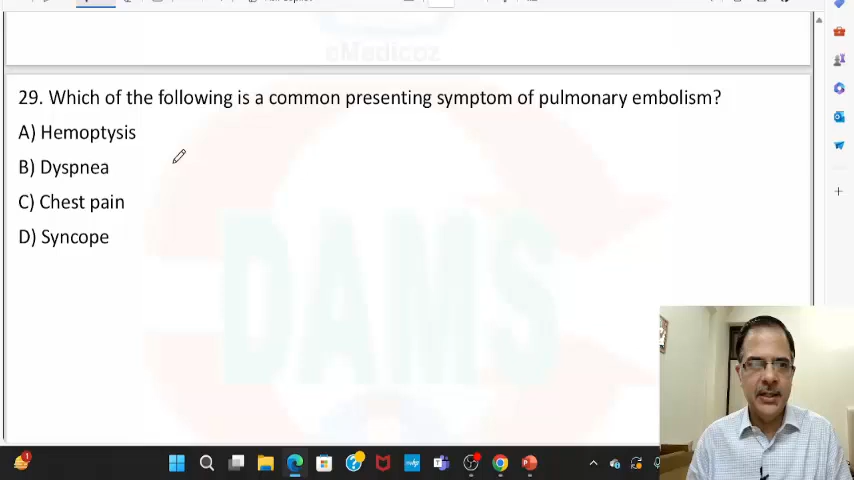 eMedicoz
29. Which of the following is a common presenting symptom of pulmonary embolism?
A) Hemoptysis
B) Dyspnea
C) Chest pain
D) Syncope
DAMS